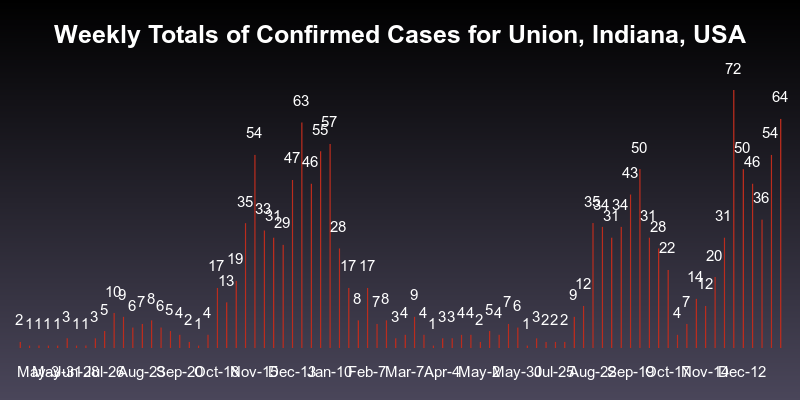 Weekly Totals of Confirmed Cases for Union, Indiana, USA
2 1 1 1 1 3 1 1 3 5 10 9 6 7 8 6 5 4 2 1 4 17 13 19 35 54 33 31 29 47 63 46 55 57 28 17 8 17 7 8 3 4 9 4 1 3 3 4 4 2 5 4 7 6 1 3 2 2 2 9 12 35 34 31 34 43 50 31 28 22 4 7 14 12 20 31 72 50 46 36 54 64
Jul-26 Aug-23 Sep-20 Oct-18 Nov-15 Dec-13 Jan-10 Feb-7 Mar-7 Apr-4 May-2 May-30 Jul-25 Aug-22 Sep-19 Oct-17 Nov-14 Dec-12